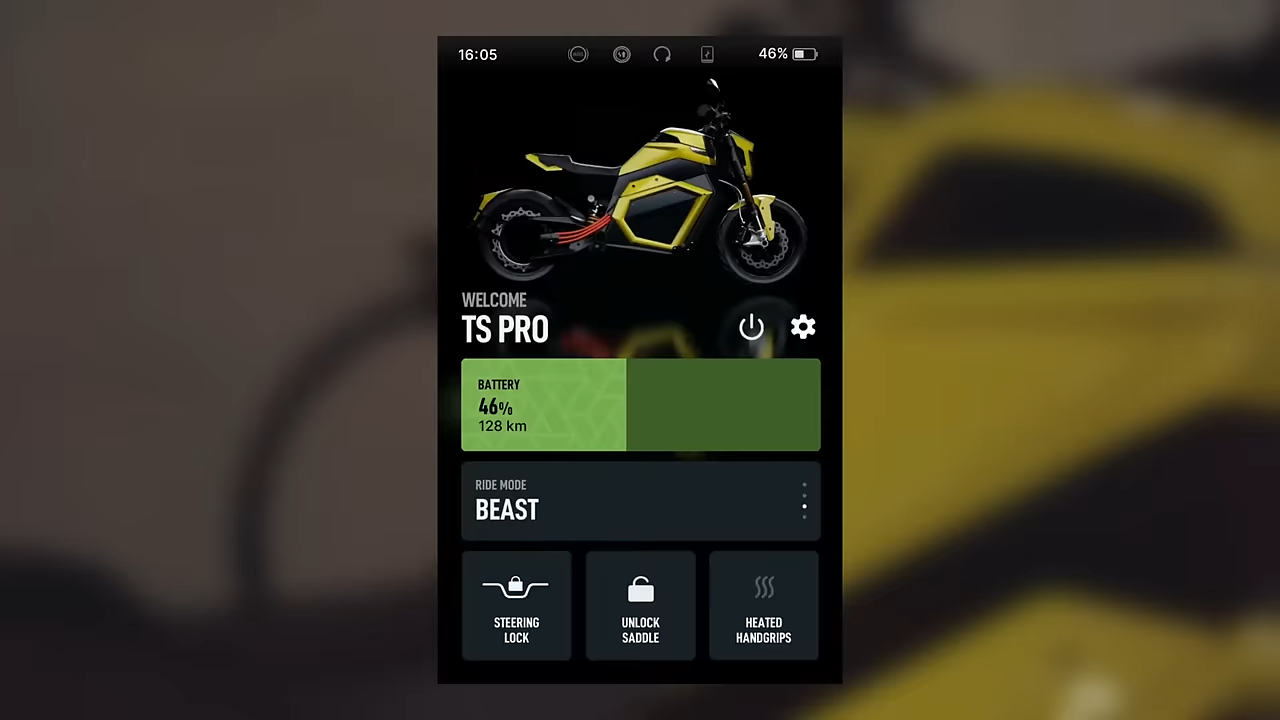 16:05
46%
WELCOME
TS PRO
BATTERY
46%
128 km
RIDE MODE
BEAST
STEERING
LOCK
UNLOCK
SADDLE
HEATED
HANDGRIPS